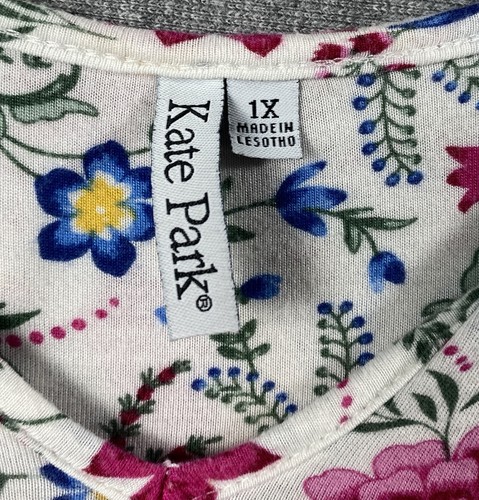 Kate Park®
1X
MADE IN
LESOTHO